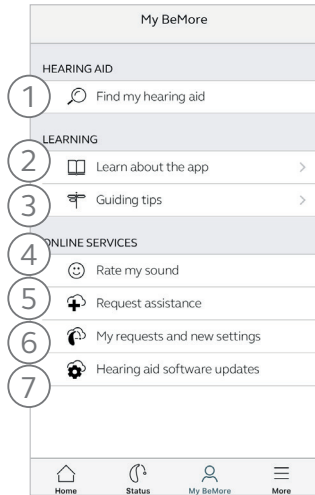 My BeMore
HEARING AID
1 Find my hearing aid
LEARNING
2 Learn about the app
3 Guiding tips
ONLINE SERVICES
4 Rate my sound
5 Request assistance
6 My requests and new settings
7 Hearing aid software updates
Home Status My BeMore More